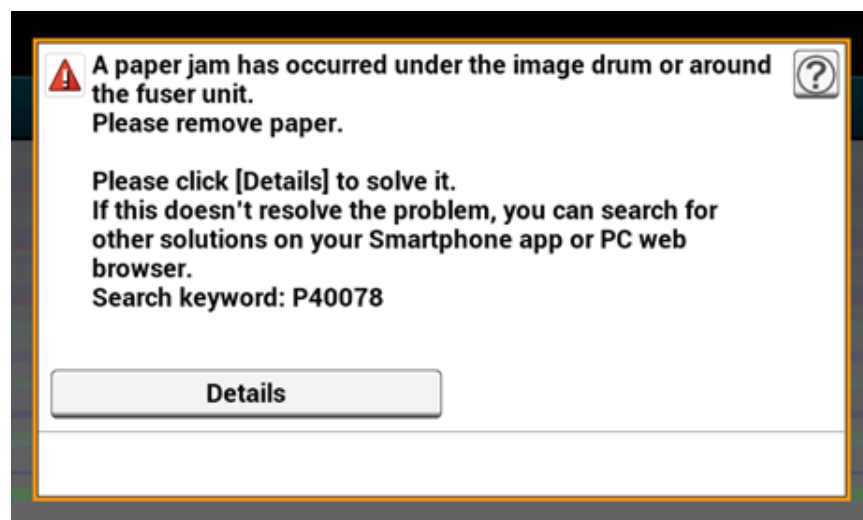 A paper jam has occurred under the image drum or around
the fuser unit.
Please remove paper.
Please click [Details] to solve it.
If this doesn't resolve the problem, you can search for
other solutions on your Smartphone app or PC web
browser.
Search keyword: P40078
Details